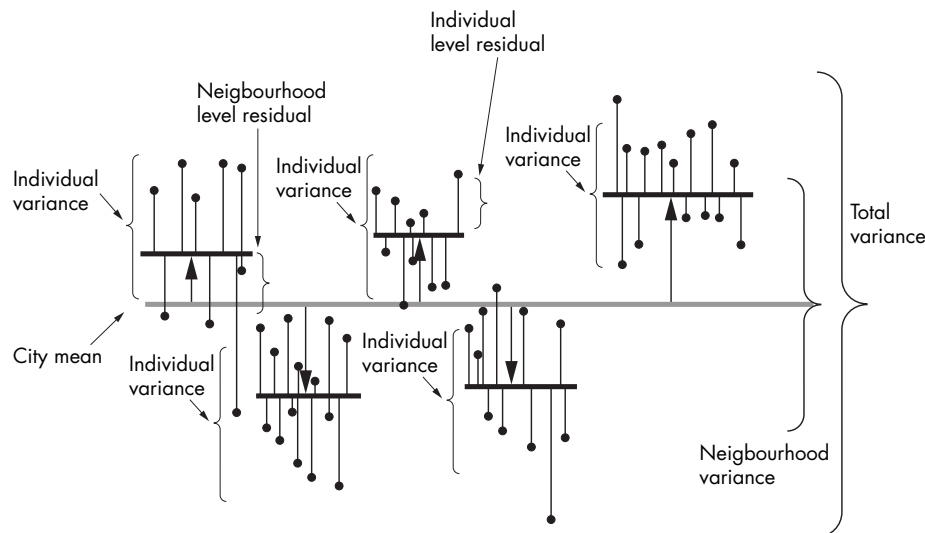 Individual
level residual
Neigbourhood
level residual
Individual
variance
Individual
variance
Individual
variance
Total
variance
City mean
Individual
variance
Individual
variance
Neigbourhood
variance